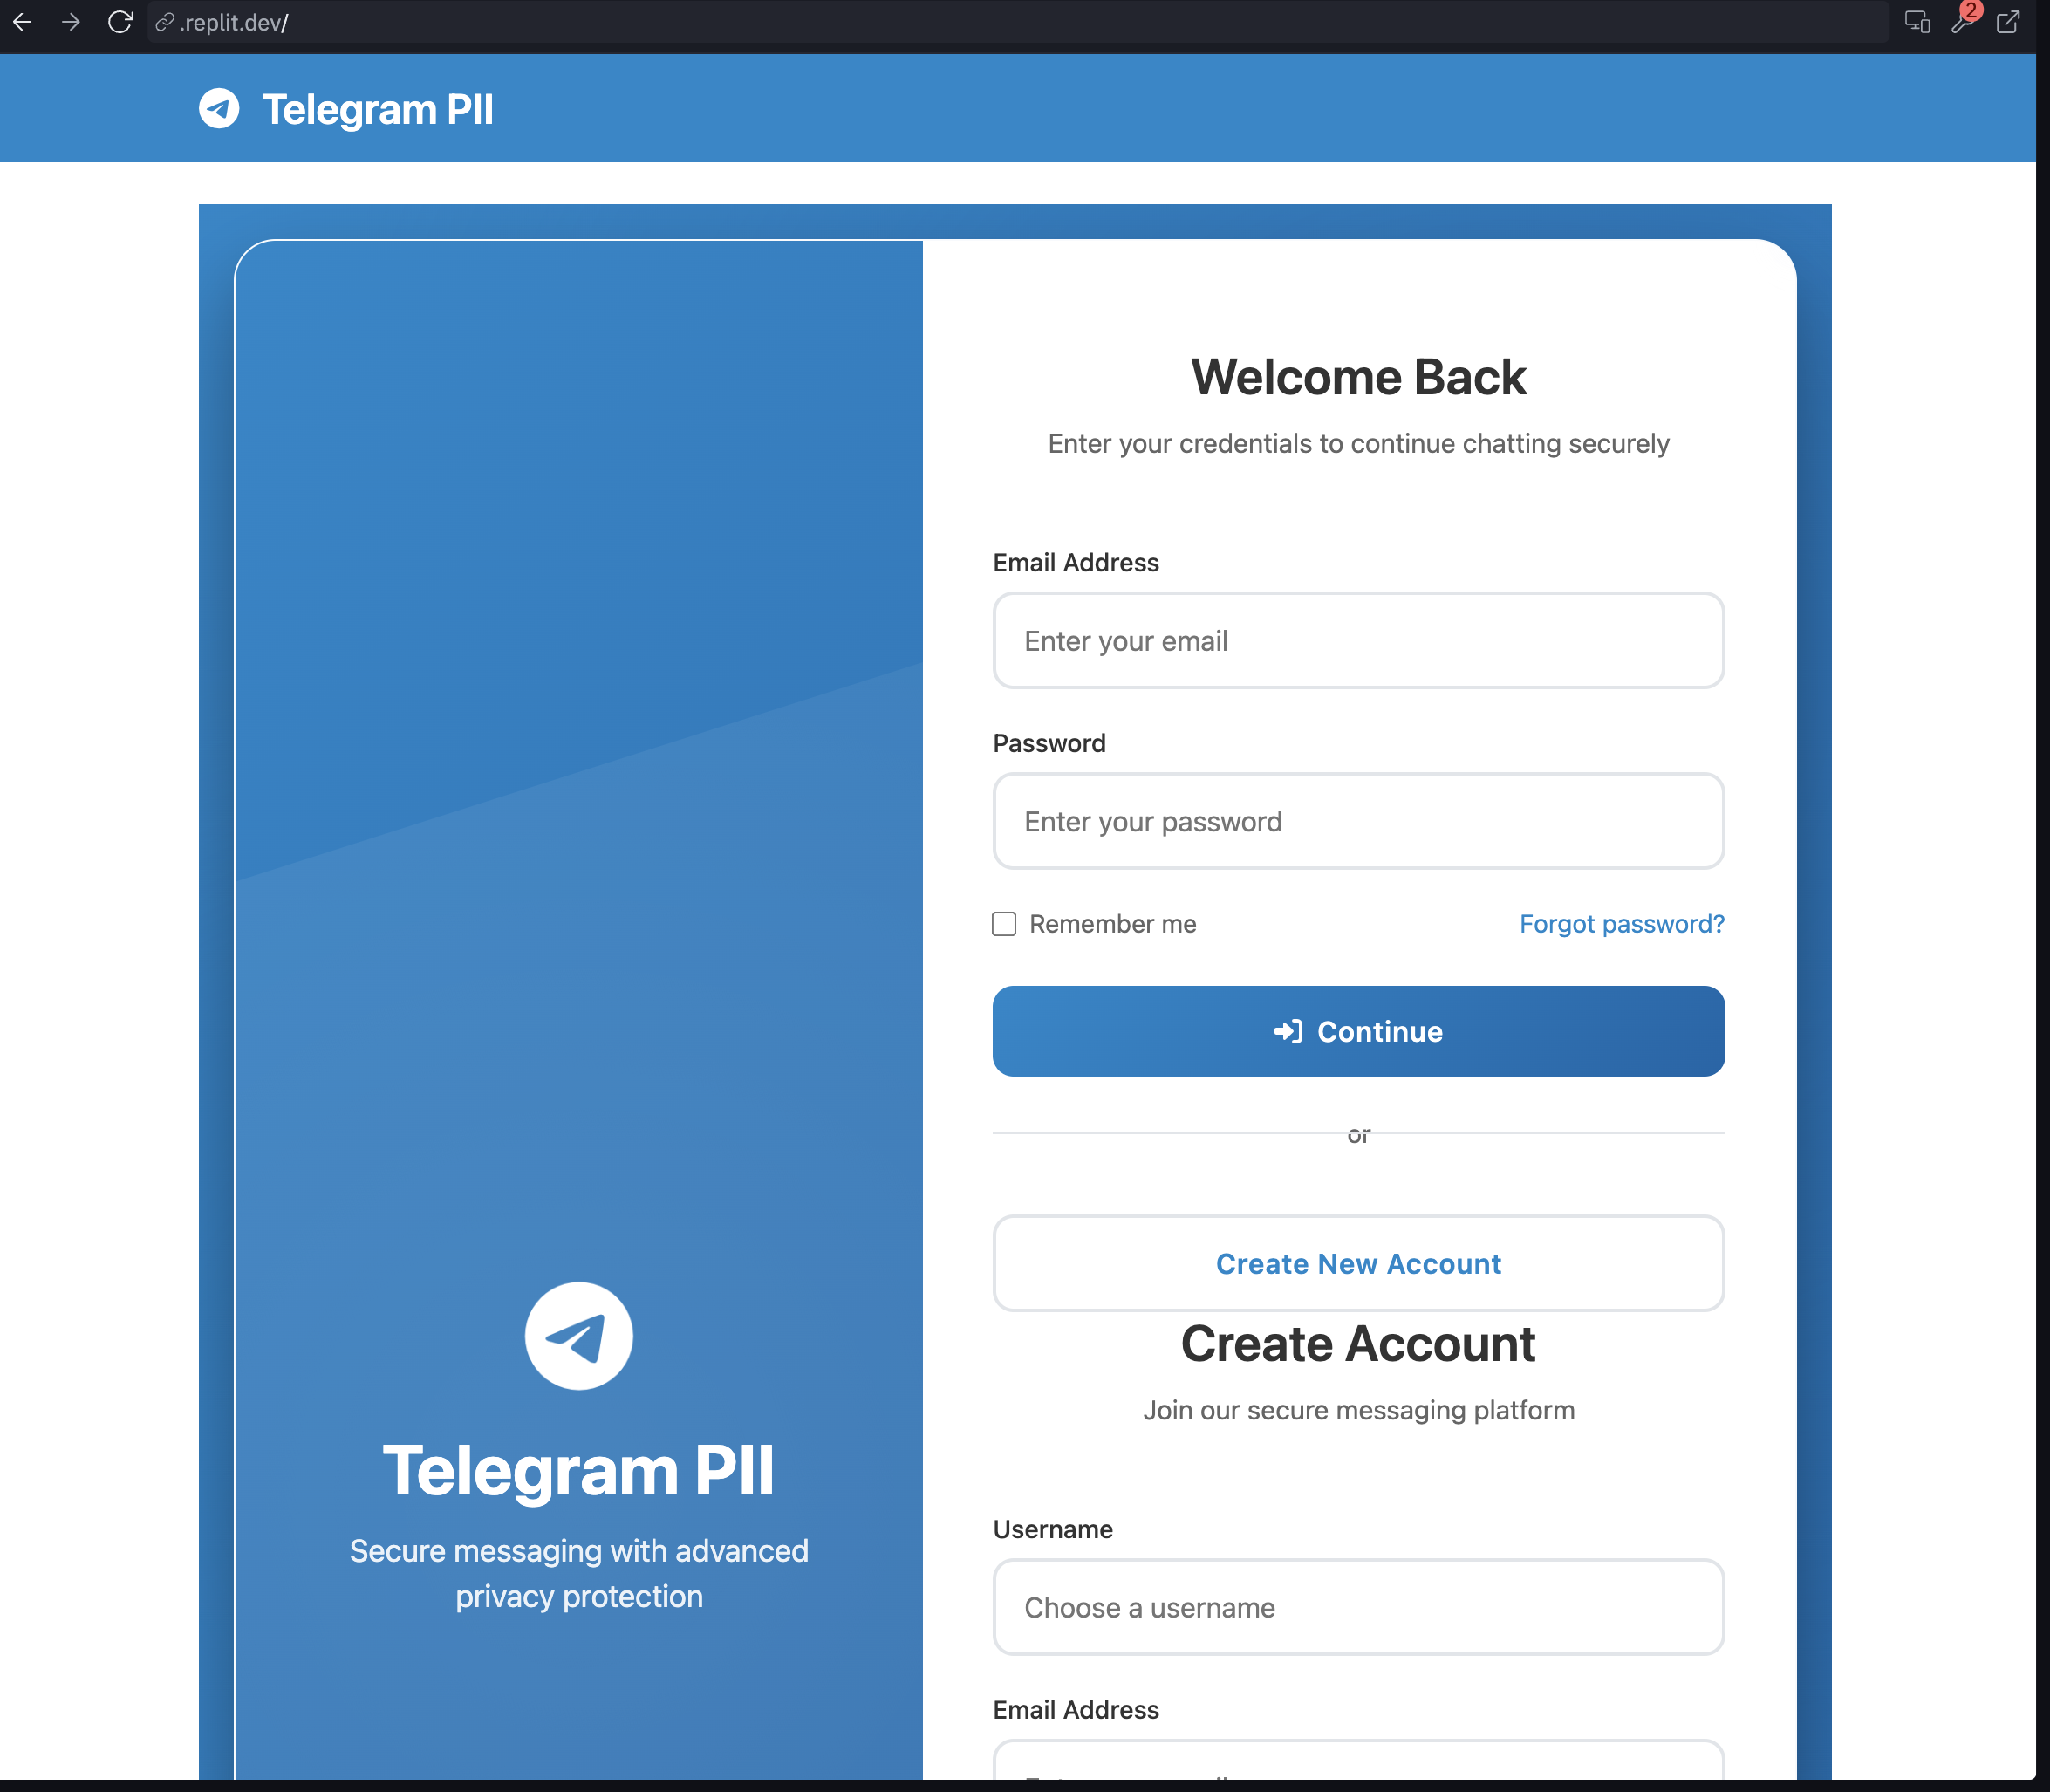 .replit.dev/
2
Telegram PII
Welcome Back
Enter your credentials to continue chatting securely
Email Address
Enter your email
Password
Enter your password
Remember me
Forgot password?
Continue
or
Create New Account
Create Account
Join our secure messaging platform
Username
Choose a username
Email Address
Telegram PII
Secure messaging with advanced
privacy protection